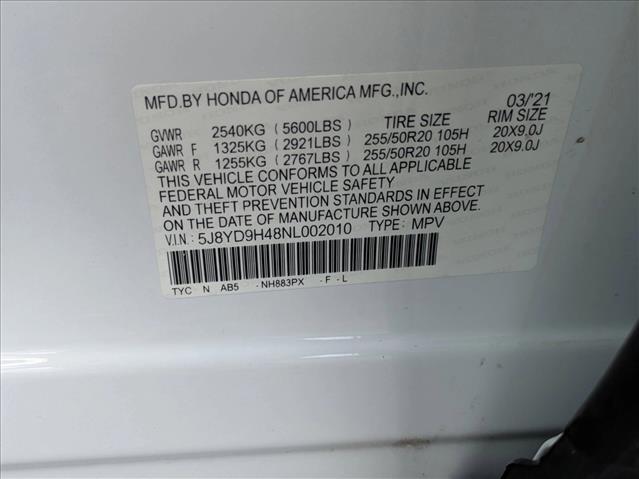 MFD.BY HONDA OF AMERICA MFG.,INC.
03/'21
TIRE SIZE RIM SIZE
GVWR 2540KG ( 5600LBS )
GAWR F 1325KG ( 2921LBS ) 255/50R20 105H 20X9.0J
GAWR R 1255KG ( 2767LBS ) 255/50R20 105H 20X9.0J
THIS VEHICLE CONFORMS TO ALL APPLICABLE
FEDERAL MOTOR VEHICLE SAFETY
AND THEFT PREVENTION STANDARDS IN EFFECT
ON THE DATE OF MANUFACTURE SHOWN ABOVE.
V.I.N: 5J8YD9H48NL002010 TYPE: MPV
TYC N AB5 - NH883PX - F - L